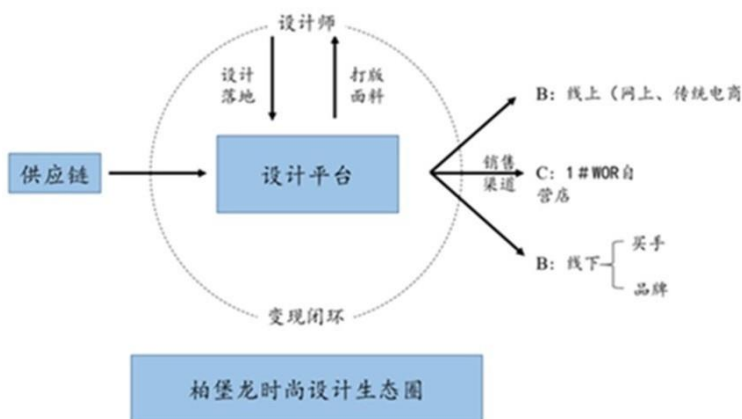 设计师
设计
落地
打版
面料
B: 线上（网上、传统电商
供应链
设计平台
销售
渠道
C: 1#WOR自
营店
B: 线下
买手
品牌
变现闭环
柏堡龙时尚设计生态圈